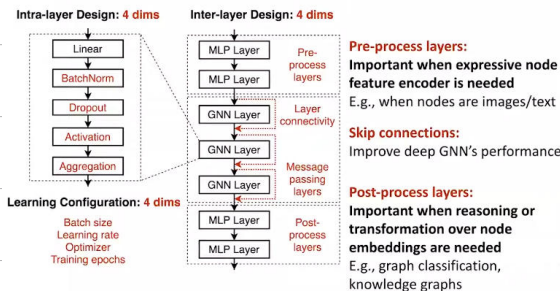 Intra-layer Design: 4 dims
Linear
BatchNorm
Dropout
Activation
Aggregation
Learning Configuration: 4 dims
Batch size
Learning rate
Optimizer
Training epochs
Inter-layer Design: 4 dims
MLP Layer
MLP Layer
Pre-
process
layers
GNN Layer
Layer
connectivity
GNN Layer
GNN Layer
Message
passing
layers
MLP Layer
MLP Layer
Post-
process
layers
Pre-process layers:
Important when expressive node
feature encoder is needed
E.g., when nodes are images/text
Skip connections:
Improve deep GNN's performance
Post-process layers:
Important when reasoning or
transformation over node
embeddings are needed
E.g., graph classification,
knowledge graphs